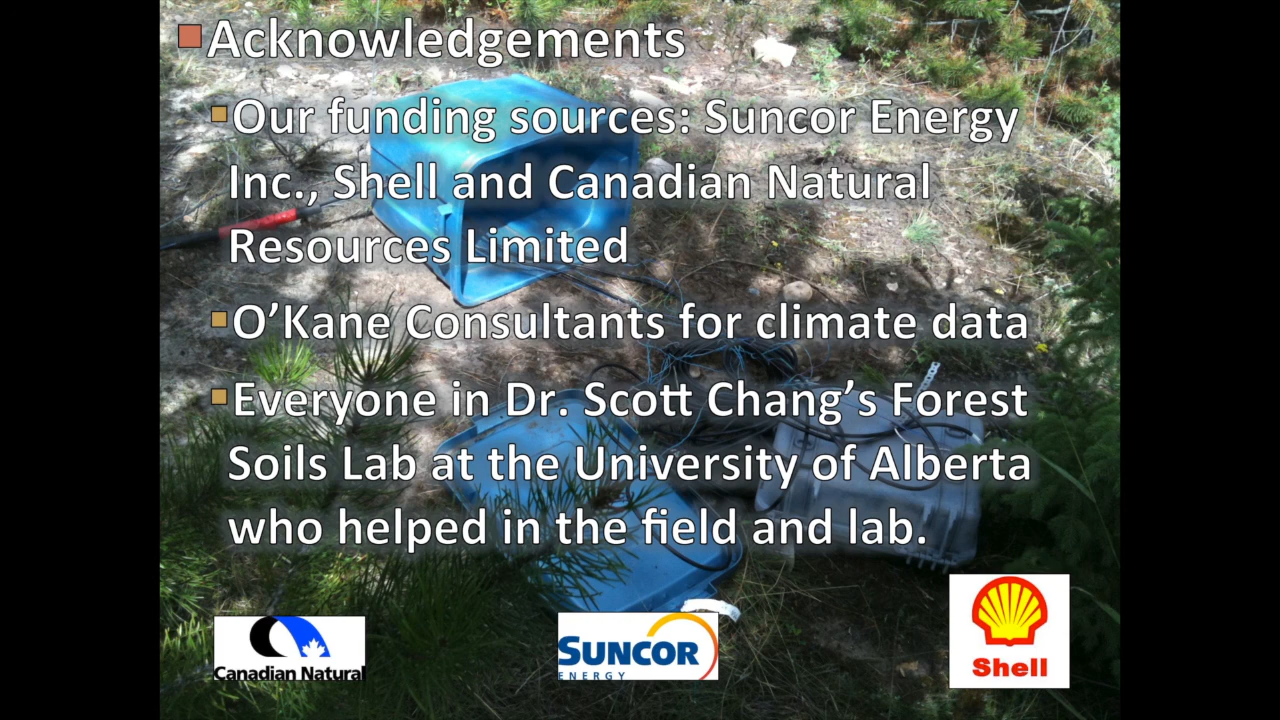 Acknowledgements
Our funding sources: Suncor Energy
Inc., Shell and Canadian Natural
Resources Limited
O’Kane Consultants for climate data
Everyone in Dr. Scott Chang’s Forest
Soils Lab at the University of Alberta
who helped in the field and lab.
Canadian Natural
SUNCOR
ENERGY
Shell